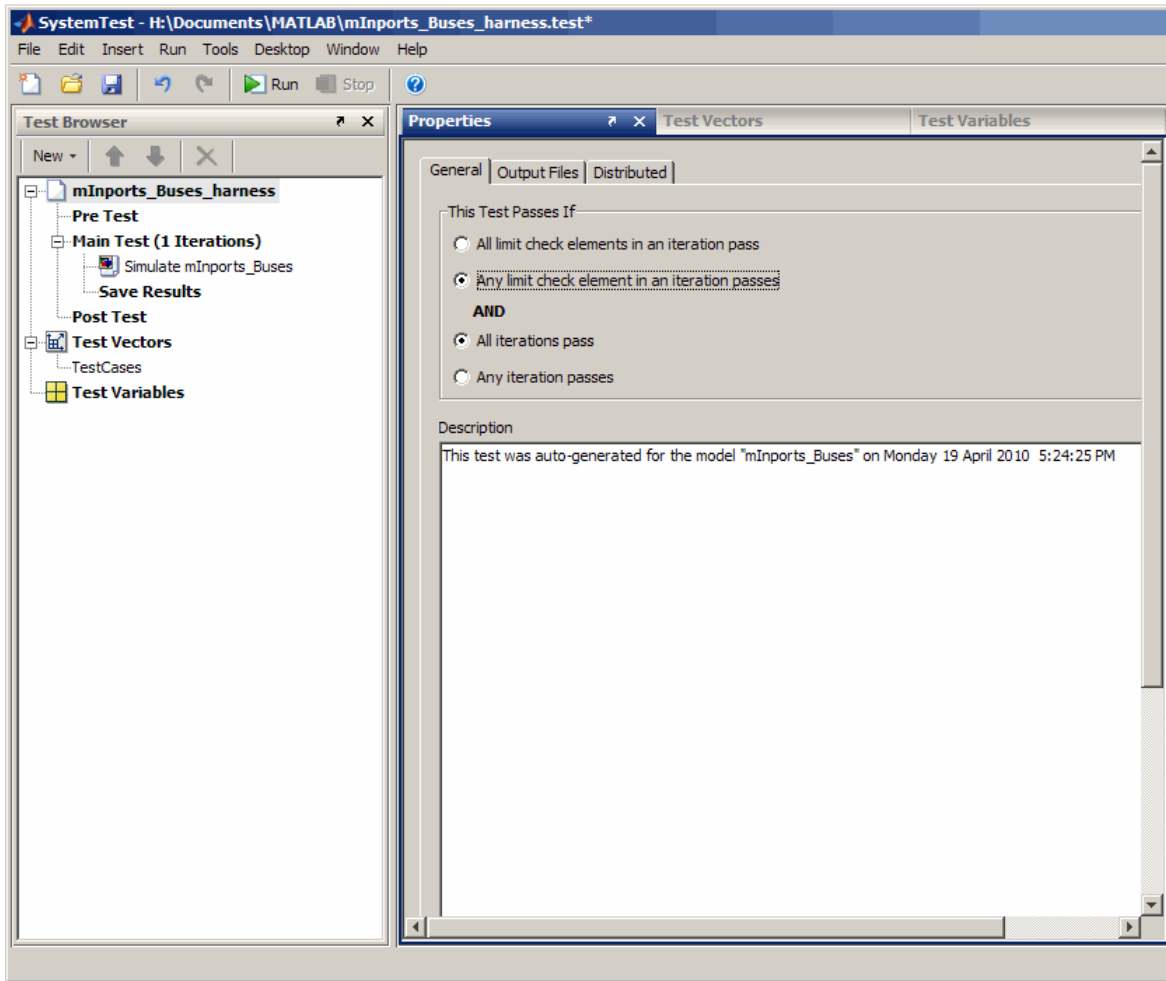 SystemTest - H:\Documents\MATLAB\mInports_Buses_harness.test*
File Edit Insert Run Tools Desktop Window Help
Run Stop
Test Browser
New
mInports_Buses_harness
Pre Test
Main Test (1 Iterations)
Simulate mInports_Buses
Save Results
Post Test
Test Vectors
TestCases
Test Variables
Properties Test Vectors Test Variables
General Output Files Distributed
This Test Passes If
All limit check elements in an iteration pass
Any limit check element in an iteration passes
AND
All iterations pass
Any iteration passes
Description
This test was auto-generated for the model "mInports_Buses" on Monday 19 April 2010 5:24:25 PM